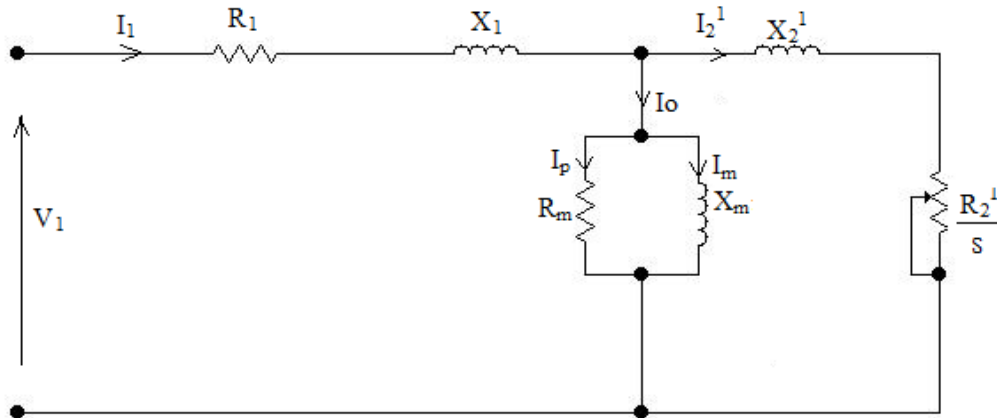 I₁
R₁
X₁
I₂¹
X₂¹
Io
Iₚ
Iₘ
Rₘ
Xₘ
V₁
R₂¹
S